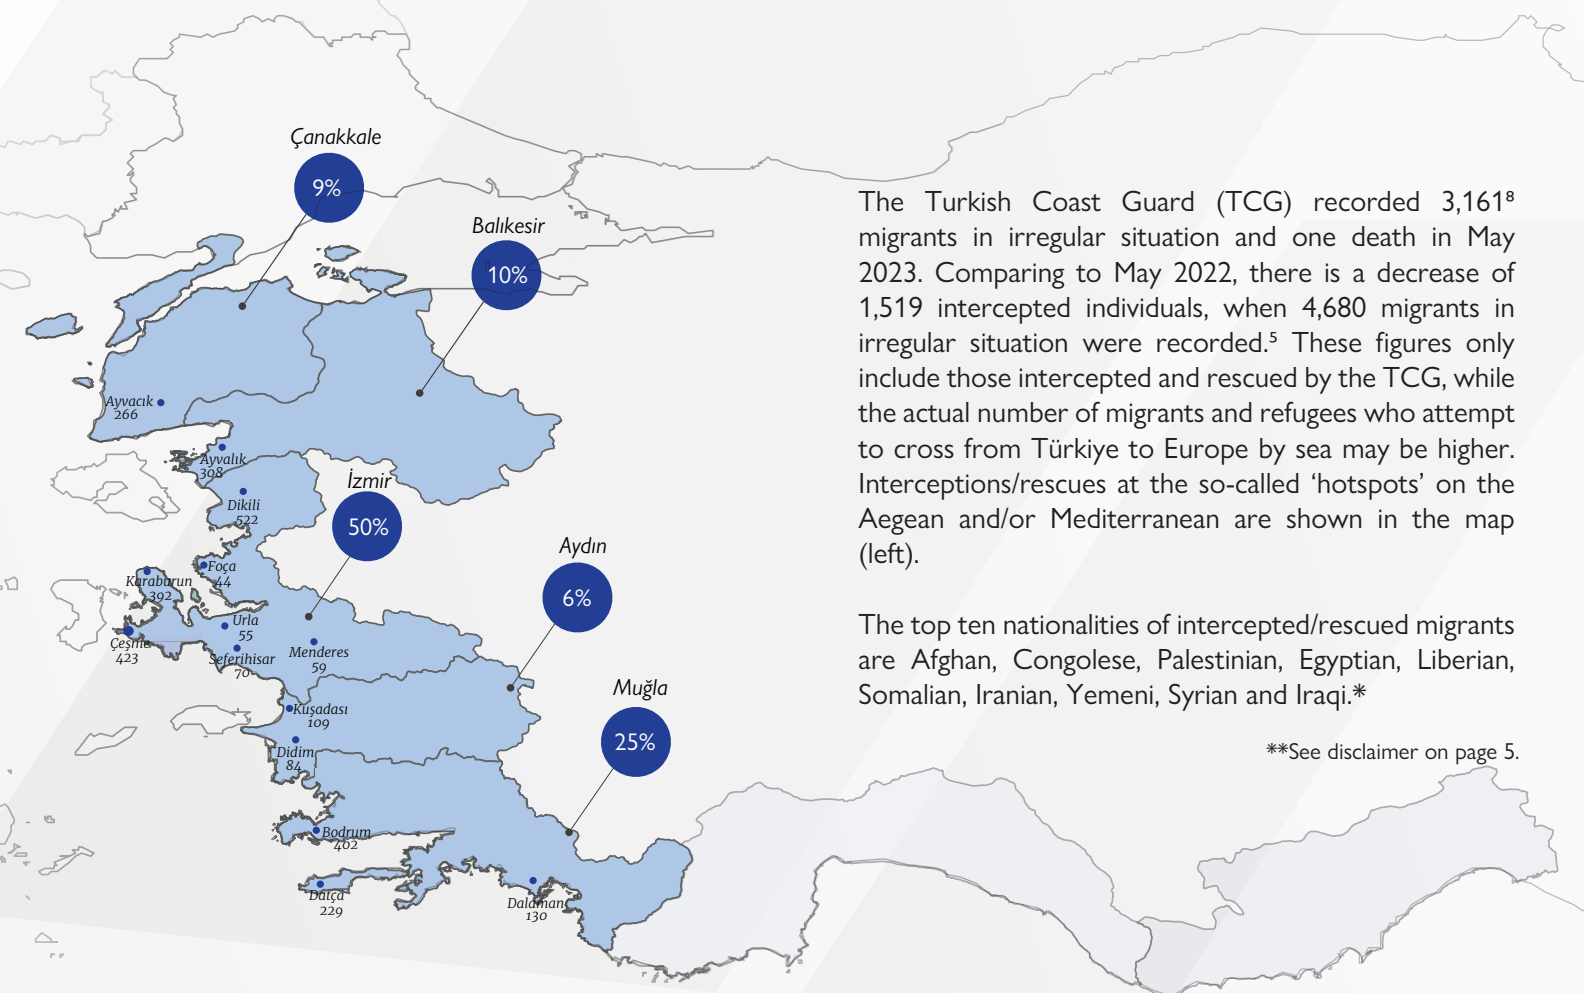 Çanakkale
9%
Balıkesir
10%
Ayvacık
266
Ayvalık
308
İzmir
50%
Dikili
522
Aydın
6%
Foça
44
Karaburun
392
Urla
55
Çeşme
423
Seferihisar
70
Menderes
59
Muğla
25%
Kuşadası
109
Didim
84
Bodrum
402
Datça
229
Dalaman
130
The Turkish Coast Guard (TCG) recorded 3,161⁸
migrants in irregular situation and one death in May
2023. Comparing to May 2022, there is a decrease of
1,519 intercepted individuals, when 4,680 migrants in
irregular situation were recorded.⁵ These figures only
include those intercepted and rescued by the TCG, while
the actual number of migrants and refugees who attempt
to cross from Türkiye to Europe by sea may be higher.
Interceptions/rescues at the so-called ‘hotspots’ on the
Aegean and/or Mediterranean are shown in the map
(left).
The top ten nationalities of intercepted/rescued migrants
are Afghan, Congolese, Palestinian, Egyptian, Liberian,
Somalian, Iranian, Yemeni, Syrian and Iraqi.*
**See disclaimer on page 5.